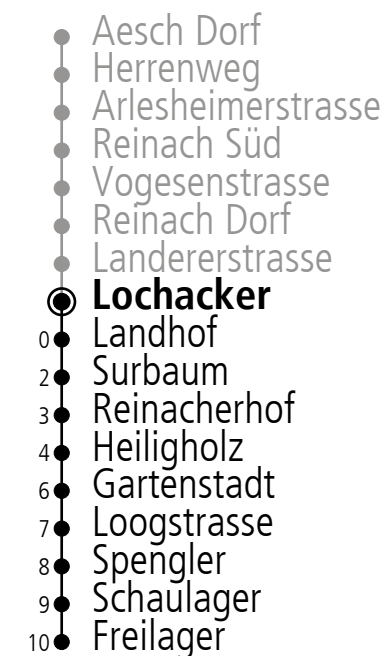 Aesch Dorf
Herrenweg
Arlesheimerstrasse
Reinach Süd
Vogesenstrasse
Reinach Dorf
Landererstrasse
Lochacker
0 Landhof
2 Surbaum
3 Reinacherhof
4 Heiligholz
6 Gartenstadt
7 Loogstrasse
8 Spengler
9 Schaulager
10 Freilager